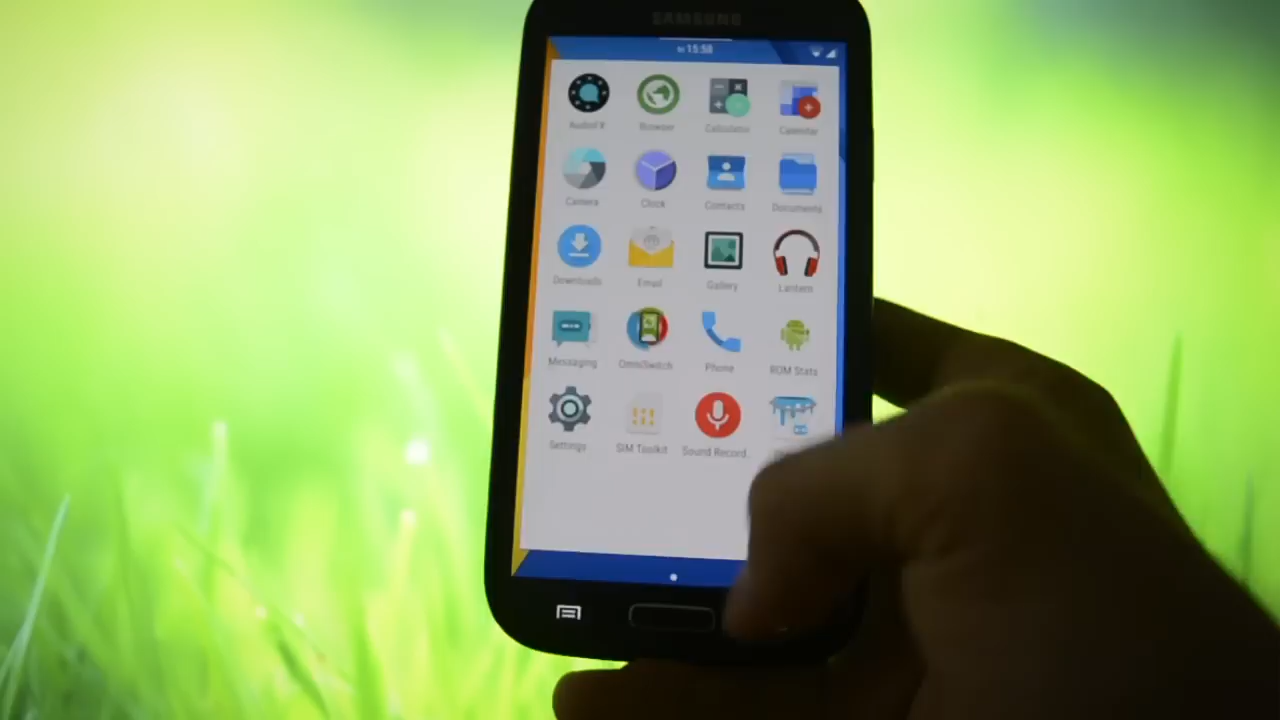 SAMSUNG
15:58
AudioFX Browser Calculator Calendar
Camera Clock Contacts Documents
Downloads Email Gallery Lantern
Messaging OmniSwitch Phone ROM Stats
Settings SIM Toolkit Sound Record.